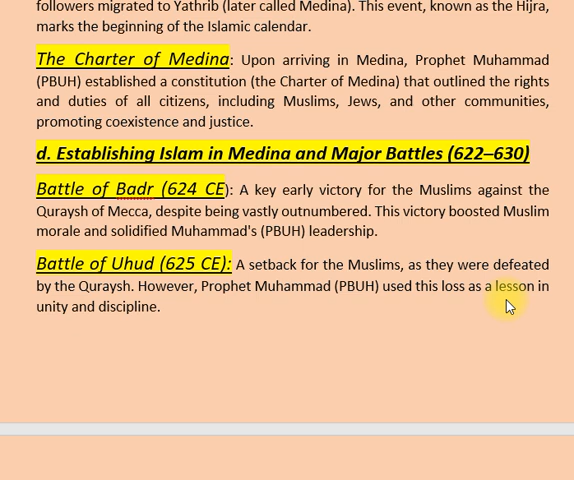 followers migrated to Yathrib (later called Medina). This event, known as the Hijra,
marks the beginning of the Islamic calendar.
The Charter of Medina: Upon arriving in Medina, Prophet Muhammad
(PBUH) established a constitution (the Charter of Medina) that outlined the rights
and duties of all citizens, including Muslims, Jews, and other communities,
promoting coexistence and justice.
d. Establishing Islam in Medina and Major Battles (622–630)
Battle of Badr (624 CE): A key early victory for the Muslims against the
Quraysh of Mecca, despite being vastly outnumbered. This victory boosted Muslim
morale and solidified Muhammad's (PBUH) leadership.
Battle of Uhud (625 CE): A setback for the Muslims, as they were defeated
by the Quraysh. However, Prophet Muhammad (PBUH) used this loss as a lesson in
unity and discipline.